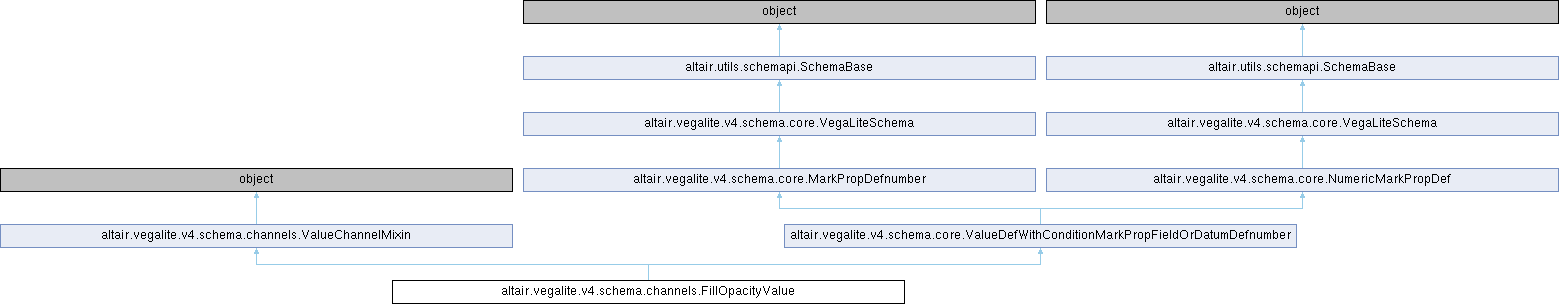 object
object
altair.utils.schemapi.SchemaBase
altair.utils.schemapi.SchemaBase
altair.vegalite.v4.schema.core.VegaLiteSchema
altair.vegalite.v4.schema.core.VegaLiteSchema
object
altair.vegalite.v4.schema.core.MarkPropDefnumber
altair.vegalite.v4.schema.core.NumericMarkPropDef
altair.vegalite.v4.schema.channels.ValueChannelMixin
altair.vegalite.v4.schema.core.ValueDefWithConditionMarkPropFieldOrDatumDefnumber
altair.vegalite.v4.schema.channels.FillOpacityValue